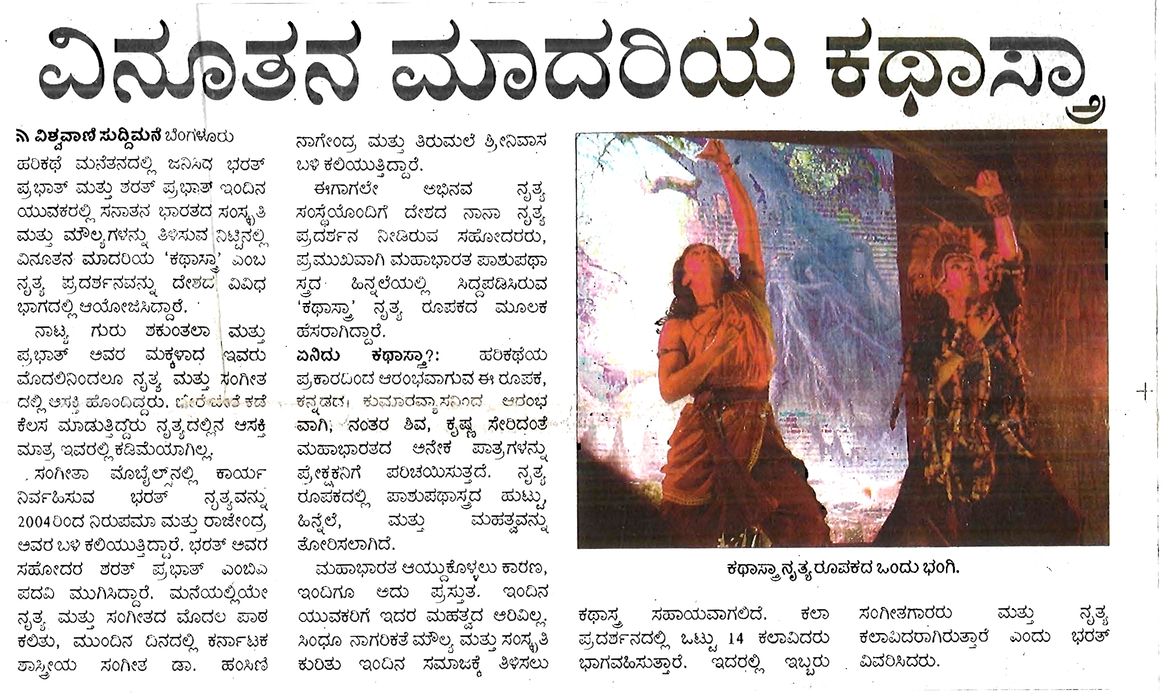 ವಿನೂತನ ಮಾದರಿಯ ಕಥಾಸ್ತ್ರಾ
ವಿಶ್ವವಾಣಿ ಸುದ್ದಿಮನೆ ಬೆಂಗಳೂರು
ಹರಿಕಥೆ ಮನೆತನದಲ್ಲಿ ಜನಿಸಿದ ಭರತ್
ಪ್ರಭಾತ್ ಮತ್ತು ಶರತ್ ಪ್ರಭಾತ್ ಇಂದಿನ
ಯುವಕರಲ್ಲಿ ಸನಾತನ ಭಾರತದ ಸಂಸ್ಕೃತಿ
ಮತ್ತು ಮೌಲ್ಯಗಳನ್ನು ತಿಳಿಸುವ ನಿಟ್ಟಿನಲ್ಲಿ
ವಿನೂತನ ಮಾದರಿಯ ‘ಕಥಾಸ್ತ್ರಾ’ ಎಂಬ
ನೃತ್ಯ ಪ್ರದರ್ಶನವನ್ನು ದೇಶದ ವಿವಿಧ
ಭಾಗದಲ್ಲಿ ಆಯೋಜಿಸಿದ್ದಾರೆ.
ನಾಟ್ಯ ಗುರು ಶಕುಂತಲಾ ಮತ್ತು
ಪ್ರಭಾತ್ ಅವರ ಮಕ್ಕಳಾದ ಇವರು
ಮೊದಲಿನಿಂದಲೂ ನೃತ್ಯ ಮತ್ತು ಸಂಗೀತ
ದಲ್ಲಿ ಆಸಕ್ತಿ ಹೊಂದಿದ್ದರು. ಬೇರೆ ಬೇರೆ ಕಡೆ
ಕೆಲಸ ಮಾಡುತ್ತಿದ್ದರು ನೃತ್ಯದಲ್ಲಿನ ಆಸಕ್ತಿ
ಮಾತ್ರ ಇವರಲ್ಲಿ ಕಡಿಮೆಯಾಗಿಲ್ಲ.
ಸಂಗೀತಾ ಮೊಬೈಲ್ಸ್‌ನಲ್ಲಿ ಕಾರ್ಯ
ನಿರ್ವಹಿಸುವ ಭರತ್ ನೃತ್ಯವನ್ನು
2004ರಿಂದ ನಿರುಪಮಾ ಮತ್ತು ರಾಜೇಂದ್ರ
ಅವರ ಬಳಿ ಕಲಿಯುತ್ತಿದ್ದಾರೆ. ಭರತ್ ಅವರ
ಸಹೋದರ ಶರತ್ ಪ್ರಭಾತ್ ಎಂಬಿಎ
ಪದವಿ ಮುಗಿಸಿದ್ದಾರೆ. ಮನೆಯಲ್ಲಿಯೇ
ನೃತ್ಯ ಮತ್ತು ಸಂಗೀತದ ಮೊದಲ ಪಾಠ
ಕಲಿತು, ಮುಂದಿನ ದಿನದಲ್ಲಿ ಕರ್ನಾಟಕ
ಶಾಸ್ತ್ರೀಯ ಸಂಗೀತ ಡಾ. ಹಂಸಿಣಿ
ನಾಗೇಂದ್ರ ಮತ್ತು ತಿರುಮಲೆ ಶ್ರೀನಿವಾಸ
ಬಳಿ ಕಲಿಯುತ್ತಿದ್ದಾರೆ.
ಈಗಾಗಲೇ ಅಭಿನವ ನೃತ್ಯ
ಸಂಸ್ಥೆಯೊಂದಿಗೆ ದೇಶದ ನಾನಾ ನೃತ್ಯ
ಪ್ರದರ್ಶನ ನೀಡಿರುವ ಸಹೋದರರು,
ಪ್ರಮುಖವಾಗಿ ಮಹಾಭಾರತ ಪಾಶುಪಥಾ
ಸ್ತ್ರದ ಹಿನ್ನಲೆಯಲ್ಲಿ ಸಿದ್ದಪಡಿಸಿರುವ
‘ಕಥಾಸ್ತ್ರಾ’ ನೃತ್ಯ ರೂಪಕದ ಮೂಲಕ
ಹೆಸರಾಗಿದ್ದಾರೆ.
ಏನಿದು ಕಥಾಸ್ತ್ರಾ?: ಹರಿಕಥೆಯ
ಪ್ರಕಾರದಿಂದ ಆರಂಭವಾಗುವ ಈ ರೂಪಕ,
ಕನ್ನಡದ ಕುಮಾರವ್ಯಾಸನಿಂದ ಆರಂಭ
ವಾಗಿ, ನಂತರ ಶಿವ, ಕೃಷ್ಣ ಸೇರಿದಂತೆ
ಮಹಾಭಾರತದ ಅನೇಕ ಪಾತ್ರಗಳನ್ನು
ಪ್ರೇಕ್ಷಕನಿಗೆ ಪರಿಚಯಿಸುತ್ತದೆ. ನೃತ್ಯ
ರೂಪಕದಲ್ಲಿ ಪಾಶುಪಥಾಸ್ತ್ರದ ಹುಟ್ಟು,
ಹಿನ್ನೆಲೆ, ಮತ್ತು ಮಹತ್ವವನ್ನು
ತೋರಿಸಲಾಗಿದೆ.
ಮಹಾಭಾರತ ಆಯ್ದುಕೊಳ್ಳಲು ಕಾರಣ,
ಇಂದಿಗೂ ಅದು ಪ್ರಸ್ತುತ. ಇಂದಿನ
ಯುವಕರಿಗೆ ಇದರ ಮಹತ್ವದ ಅರಿವಿಲ್ಲ.
ಸಿಂಧೂ ನಾಗರಿಕತೆ ಮೌಲ್ಯ ಮತ್ತು ಸಂಸ್ಕೃತಿ
ಕುರಿತು ಇಂದಿನ ಸಮಾಜಕ್ಕೆ ತಿಳಿಸಲು
ಕಥಾಸ್ತ್ರಾ ನೃತ್ಯ ರೂಪಕದ ಒಂದು ಭಂಗಿ.
ಕಥಾಸ್ತ್ರ ಸಹಾಯವಾಗಲಿದೆ. ಕಲಾ
ಪ್ರದರ್ಶನದಲ್ಲಿ ಒಟ್ಟು 14 ಕಲಾವಿದರು
ಭಾಗವಹಿಸುತ್ತಾರೆ. ಇದರಲ್ಲಿ ಇಬ್ಬರು
ಸಂಗೀತಗಾರರು ಮತ್ತು ನೃತ್ಯ
ಕಲಾವಿದರಾಗಿರುತ್ತಾರೆ ಎಂದು ಭರತ್
ವಿವರಿಸಿದರು.